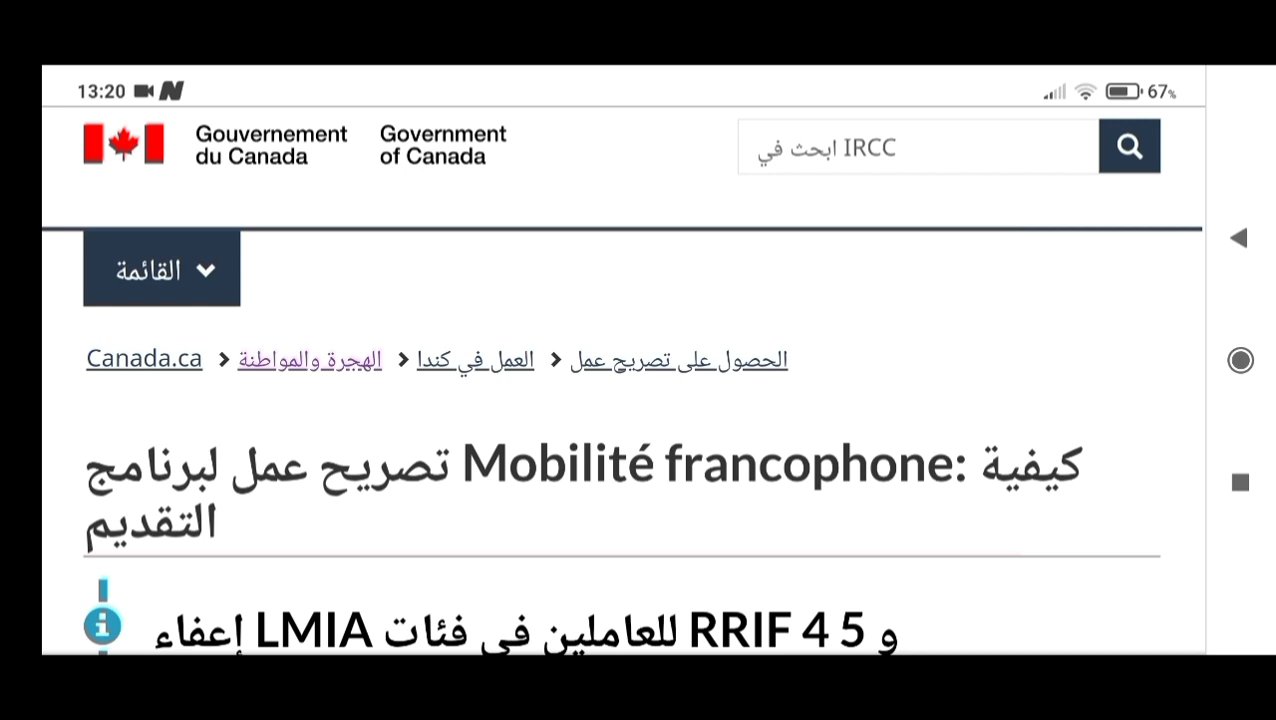 13:20
67%
Gouvernement
du Canada
Government
of Canada
ابحث في IRCC
القائمة
Canada.ca > الهجرة والمواطنة > العمل في كندا > الحصول على تصريح عمل
تصريح عمل لبرنامج Mobilité francophone: كيفية
التقديم
إعفاء LMIA للعاملين في فئات RRIF 4 و 5